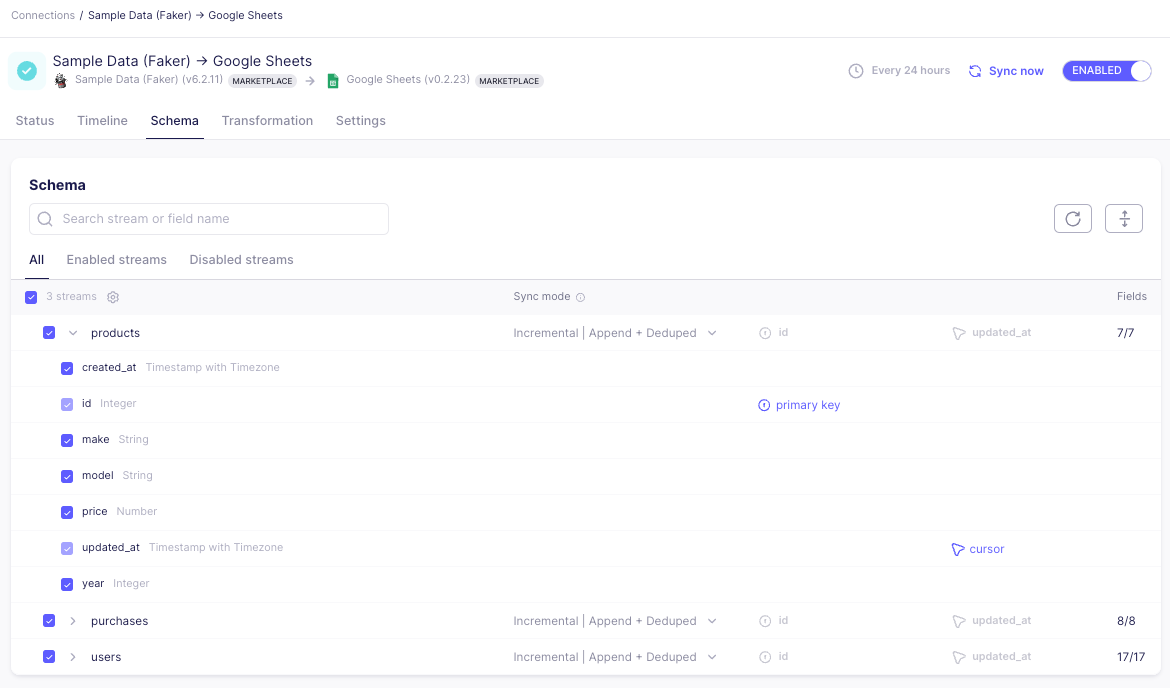 Connections / Sample Data (Faker) → Google Sheets
Sample Data (Faker) → Google Sheets
Sample Data (Faker) (v6.2.11) MARKETPLACE → Google Sheets (v0.2.23) MARKETPLACE
Every 24 hours Sync now ENABLED
Status Timeline Schema Transformation Settings
Schema
Search stream or field name
All Enabled streams Disabled streams
3 streams Sync mode Fields
products Incremental | Append + Deduped id updated_at 7/7
created_at Timestamp with Timezone
id Integer primary key
make String
model String
price Number
updated_at Timestamp with Timezone cursor
year Integer
purchases Incremental | Append + Deduped id updated_at 8/8
users Incremental | Append + Deduped id updated_at 17/17